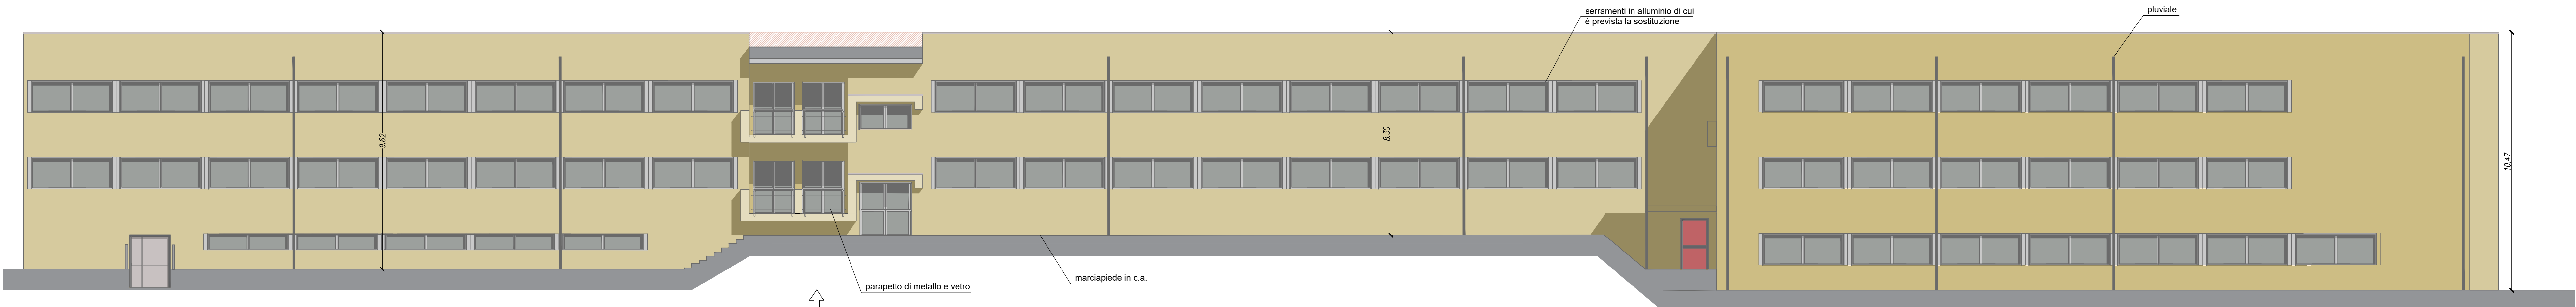 serramenti in alluminio di cui
è prevista la sostituzione
pluviale
9.62
8.30
10.47
marciapiede in c.a.
parapetto di metallo e vetro